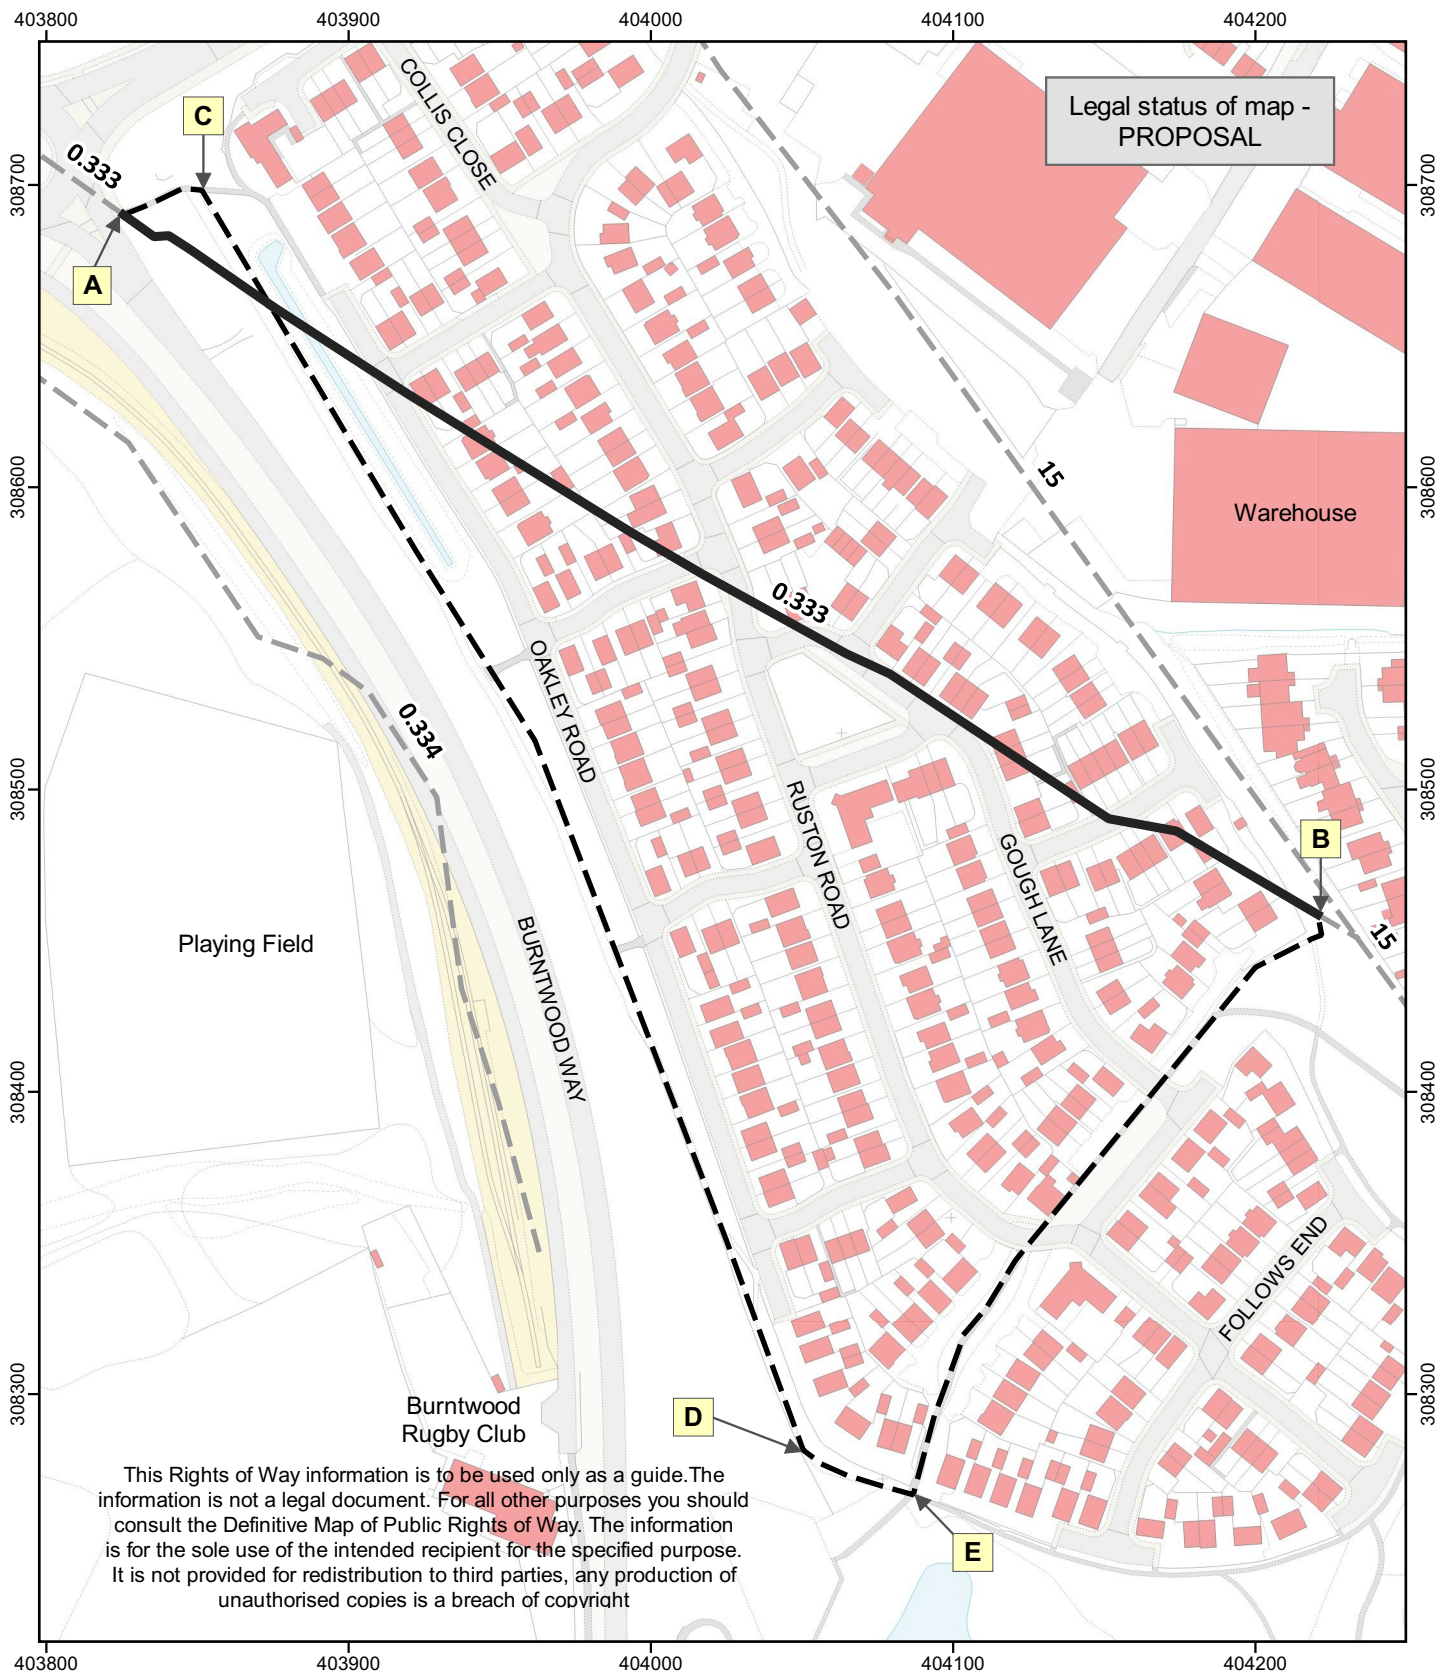 403800
403900
404000
404100
404200
308700
308600
308500
308400
308300
308700
308600
308500
308400
308300
403800
403900
404000
404100
404200
Legal status of map -
PROPOSAL
C
0.333
A
COLLIS CLOSE
15
Warehouse
0.333
OAKLEY ROAD
0.334
RUSTON ROAD
GOUGH LANE
B
15
Playing Field
BURNTWOOD WAY
FOLLOWS END
Burntwood
Rugby Club
D
E
This Rights of Way information is to be used only as a guide.The
information is not a legal document. For all other purposes you should
consult the Definitive Map of Public Rights of Way. The information
is for the sole use of the intended recipient for the specified purpose.
It is not provided for redistribution to third parties, any production of
unauthorised copies is a breach of copyright